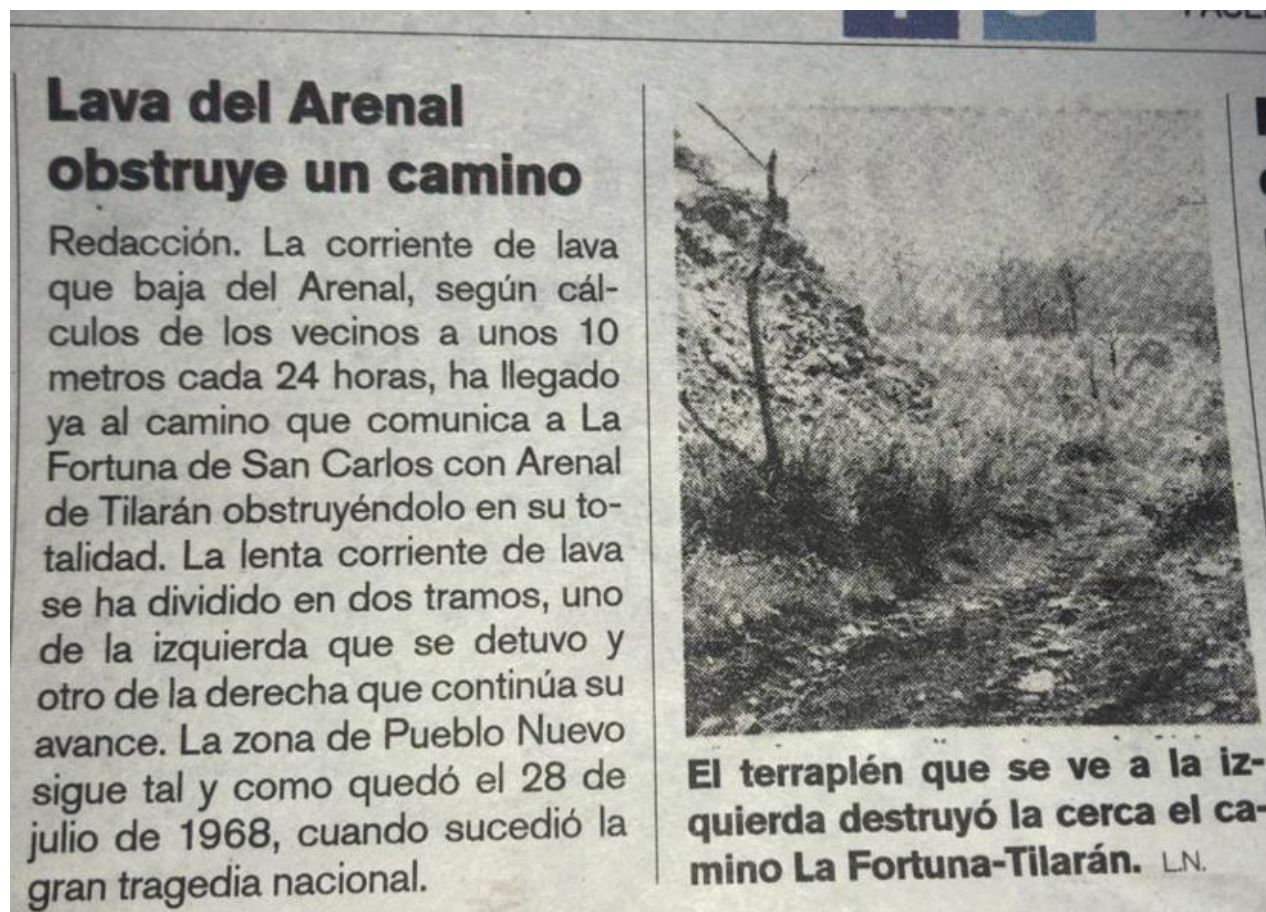 Lava del Arenal
obstruye un camino
Redacción. La corriente de lava
que baja del Arenal, según cál-
culos de los vecinos a unos 10
metros cada 24 horas, ha llegado
ya al camino que comunica a La
Fortuna de San Carlos con Arenal
de Tilarán obstruyéndolo en su to-
talidad. La lenta corriente de lava
se ha dividido en dos tramos, uno
de la izquierda que se detuvo y
otro de la derecha que continúa su
avance. La zona de Pueblo Nuevo
sigue tal y como quedó el 28 de
julio de 1968, cuando sucedió la
gran tragedia nacional.
El terraplén que se ve a la iz-
quierda destruyó la cerca el ca-
mino La Fortuna-Tilarán. L.N.